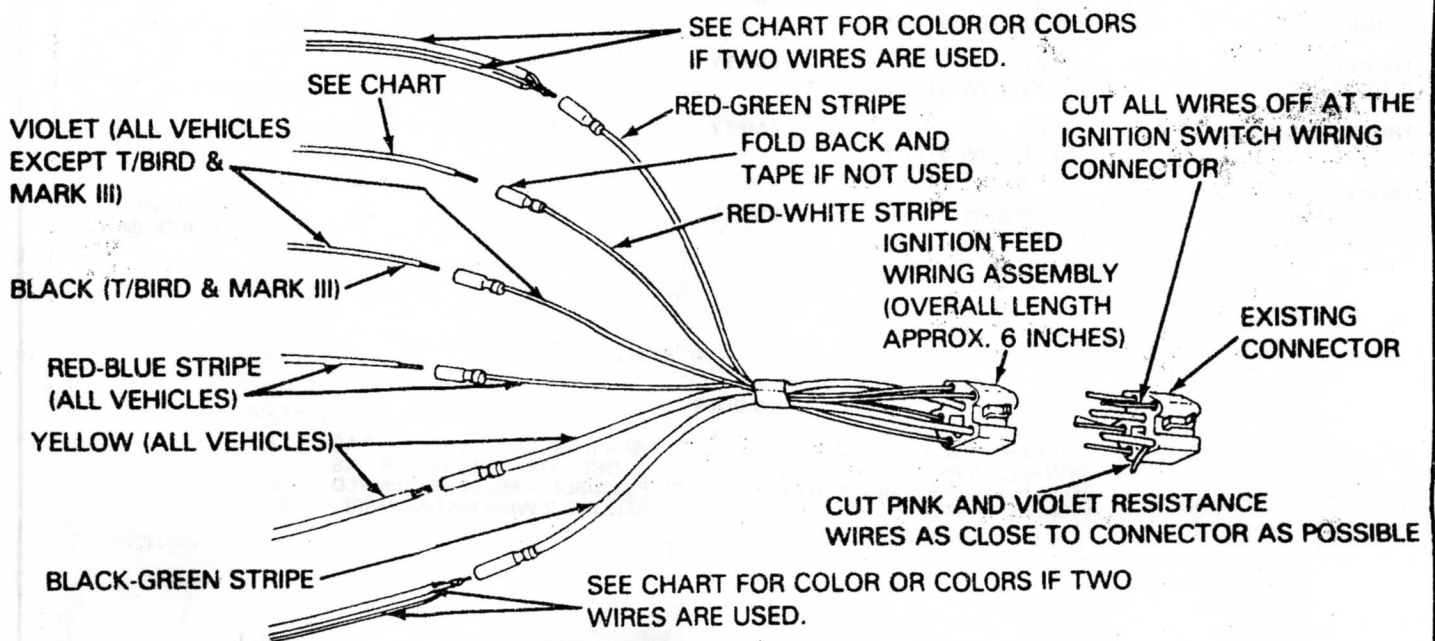 SEE CHART FOR COLOR OR COLORS
IF TWO WIRES ARE USED.
SEE CHART
RED-GREEN STRIPE
CUT ALL WIRES OFF AT THE
IGNITION SWITCH WIRING
CONNECTOR
VIOLET (ALL VEHICLES
EXCEPT T/BIRD &
MARK III)
FOLD BACK AND
TAPE IF NOT USED
RED-WHITE STRIPE
IGNITION FEED
WIRING ASSEMBLY
(OVERALL LENGTH
APPROX. 6 INCHES)
BLACK (T/BIRD & MARK III)
EXISTING
CONNECTOR
RED-BLUE STRIPE
(ALL VEHICLES)
YELLOW (ALL VEHICLES)
CUT PINK AND VIOLET RESISTANCE
WIRES AS CLOSE TO CONNECTOR AS POSSIBLE
BLACK-GREEN STRIPE
SEE CHART FOR COLOR OR COLORS IF TWO
WIRES ARE USED.